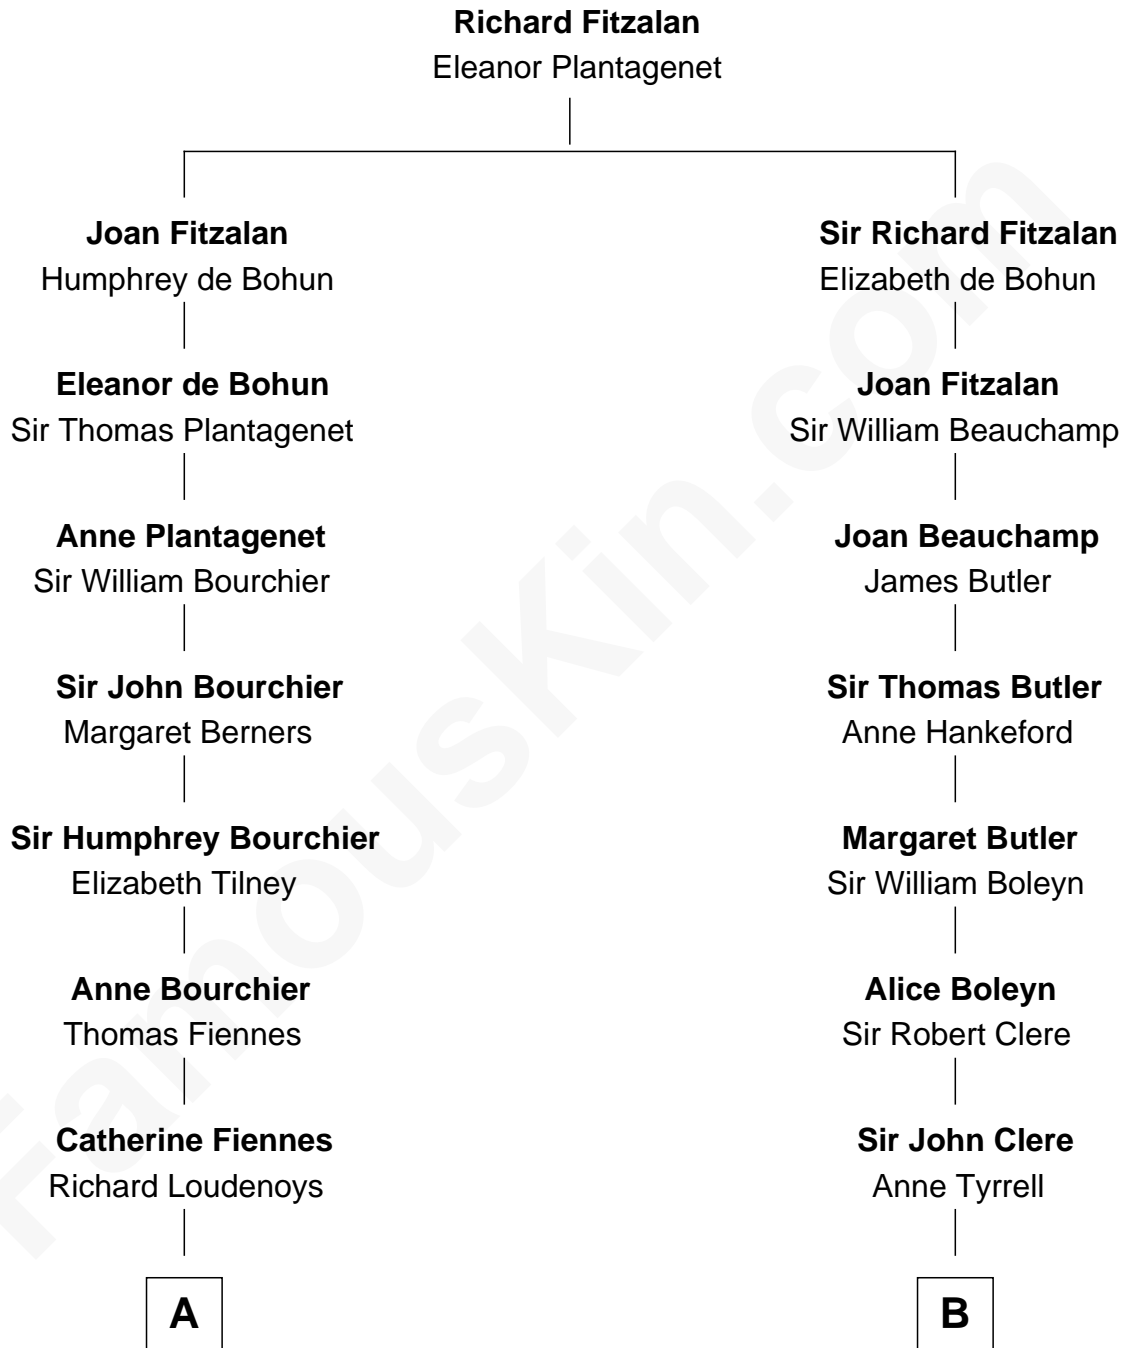 Richard Fitzalan
Eleanor Plantagenet
Joan Fitzalan
Humphrey de Bohun
Sir Richard Fitzalan
Elizabeth de Bohun
Eleanor de Bohun
Sir Thomas Plantagenet
Joan Fitzalan
Sir William Beauchamp
Anne Plantagenet
Sir William Bourchier
Joan Beauchamp
James Butler
Sir John Bourchier
Margaret Berners
Sir Thomas Butler
Anne Hankeford
Sir Humphrey Bourchier
Elizabeth Tilney
Margaret Butler
Sir William Boleyn
Anne Bourchier
Thomas Fiennes
Alice Boleyn
Sir Robert Clere
Catherine Fiennes
Richard Loudenoys
Sir John Clere
Anne Tyrrell
A
B
FamousKin.com